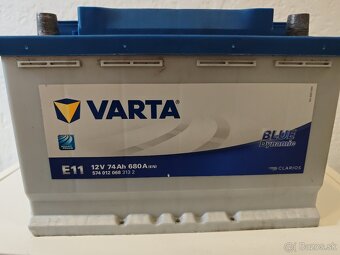 VARTA
BLUE
Dynamic
E11
12V 74Ah 680A (EN)
574 012 068 313 2
CLARIOS
bazos.sk